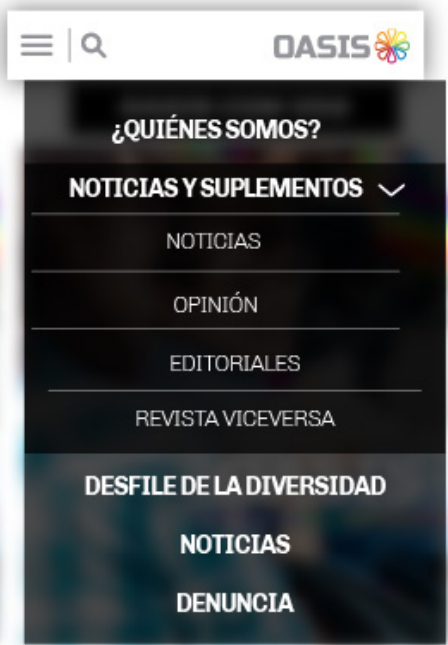 OASIS
¿QUIÉNES SOMOS?
NOTICIAS Y SUPLEMENTOS
NOTICIAS
OPINIÓN
EDITORIALES
REVISTA VICEVERSA
DESFILE DE LA DIVERSIDAD
NOTICIAS
DENUNCIA